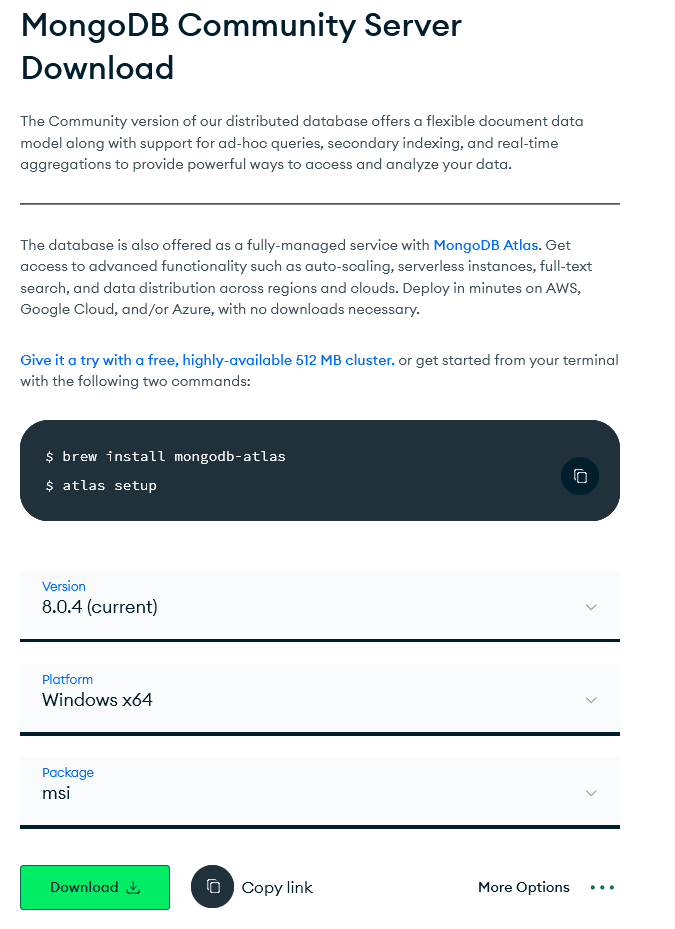 MongoDB Community Server
Download
The Community version of our distributed database offers a flexible document data
model along with support for ad-hoc queries, secondary indexing, and real-time
aggregations to provide powerful ways to access and analyze your data.
The database is also offered as a fully-managed service with MongoDB Atlas. Get
access to advanced functionality such as auto-scaling, serverless instances, full-text
search, and data distribution across regions and clouds. Deploy in minutes on AWS,
Google Cloud, and/or Azure, with no downloads necessary.
Give it a try with a free, highly-available 512 MB cluster. or get started from your terminal
with the following two commands:
$ brew install mongodb-atlas
$ atlas setup
Version
8.0.4 (current)
Platform
Windows x64
Package
msi
Download Copy link More Options